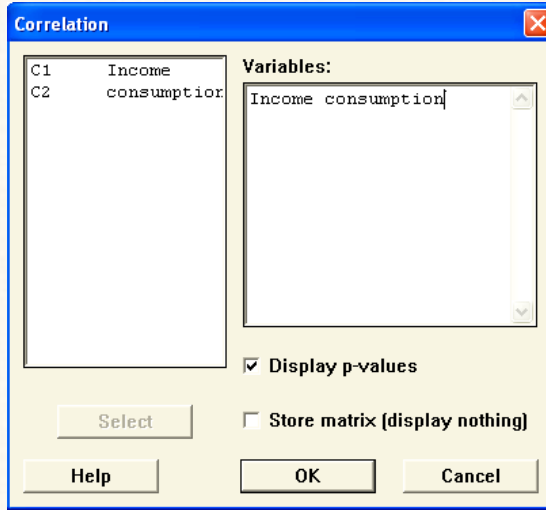 Correlation
C1 Income
C2 consumption
Variables:
Income consumption
Display p-values
Select
Store matrix (display nothing)
Help
OK
Cancel